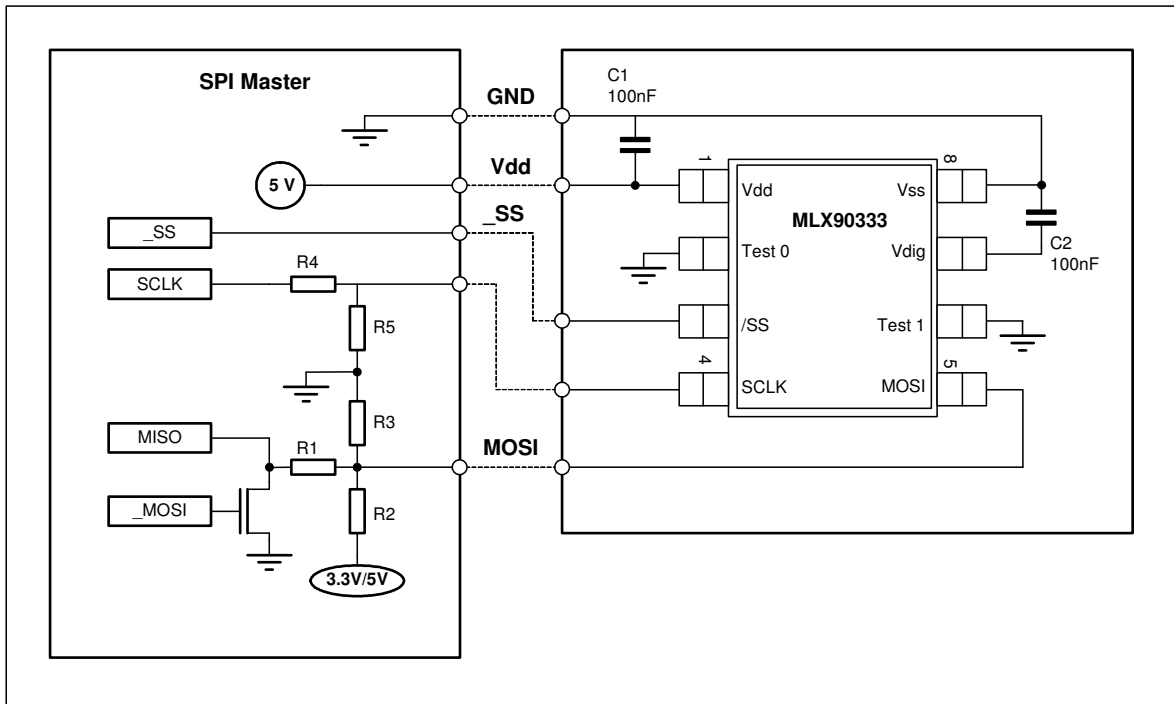 SPI Master
GND
Vdd
_SS
MOSI
5 V
_SS
SCLK
R4
R5
R3
MISO
R1
_MOSI
R2
3.3V/5V
C1
100nF
MLX90333
1
Vdd
Test 0
/SS
4
SCLK
8
Vss
Vdig
Test 1
5
MOSI
C2
100nF